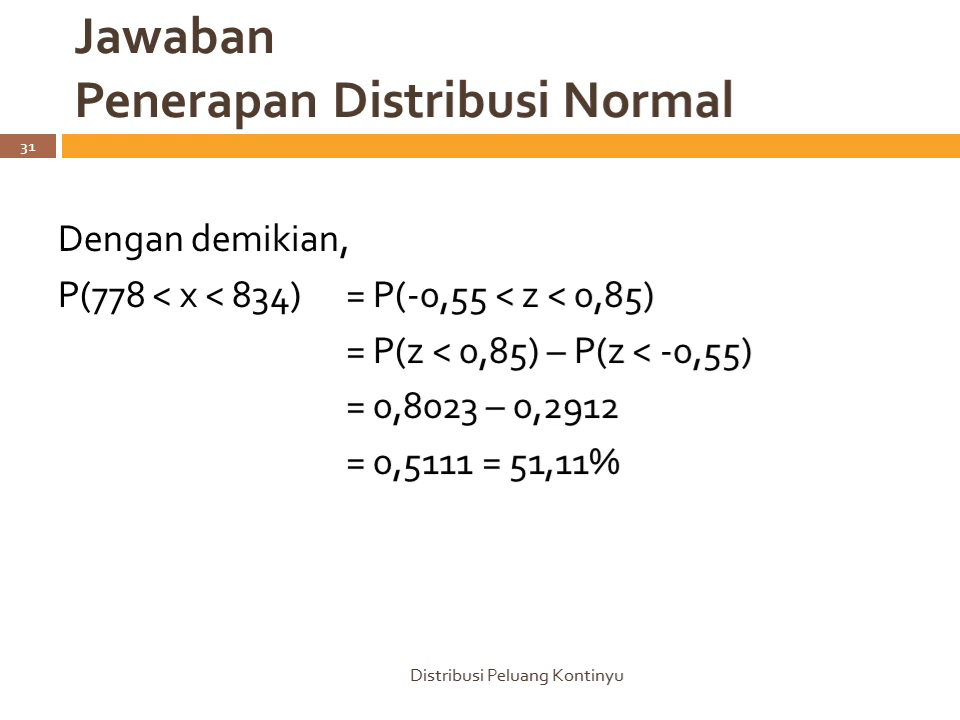 Jawaban
Penerapan Distribusi Normal
31
Dengan demikian,
P(778 < x < 834) = P(-0,55 < z < 0,85)
= P(z < 0,85) – P(z < -0,55)
= 0,8023 – 0,2912
= 0,5111 = 51,11%
Distribusi Peluang Kontinyu